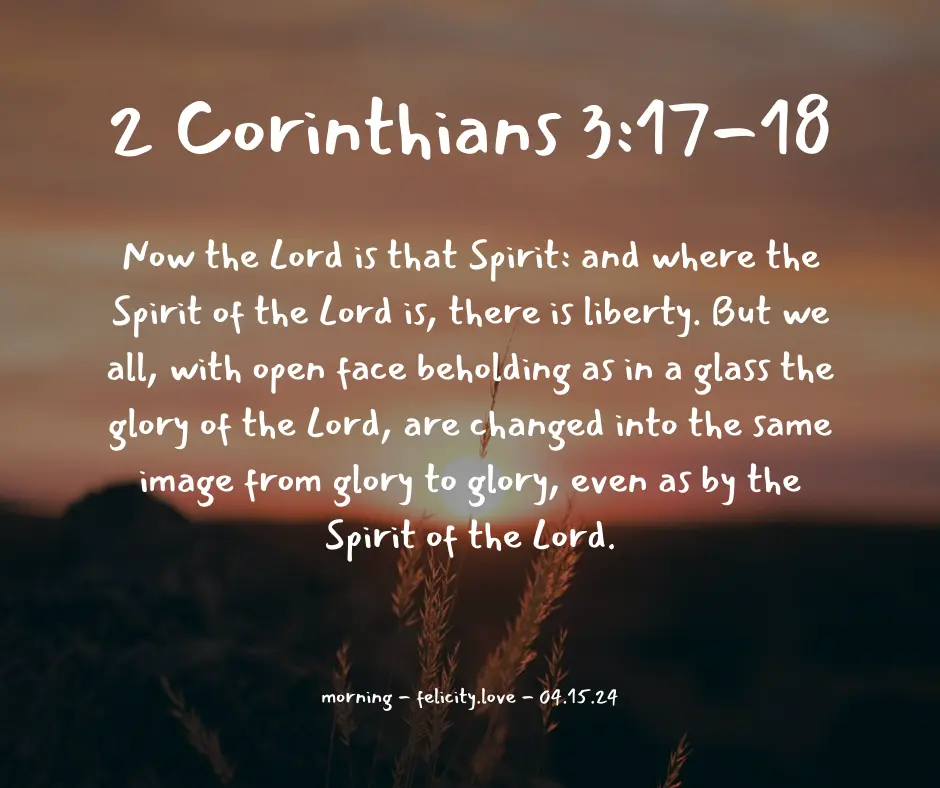 2 Corinthians 3:17-18
Now the Lord is that Spirit: and where the
Spirit of the Lord is, there is liberty. But we
all, with open face beholding as in a glass the
glory of the Lord, are changed into the same
image from glory to glory, even as by the
Spirit of the Lord.
morning - felicity.love - 04.15.24